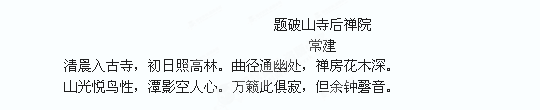 题破山寺后禅院
常建
清晨入古寺，初日照高林。曲径通幽处，禅房花木深。
山光悦鸟性，潭影空人心。万籁此俱寂，但余钟磬音。